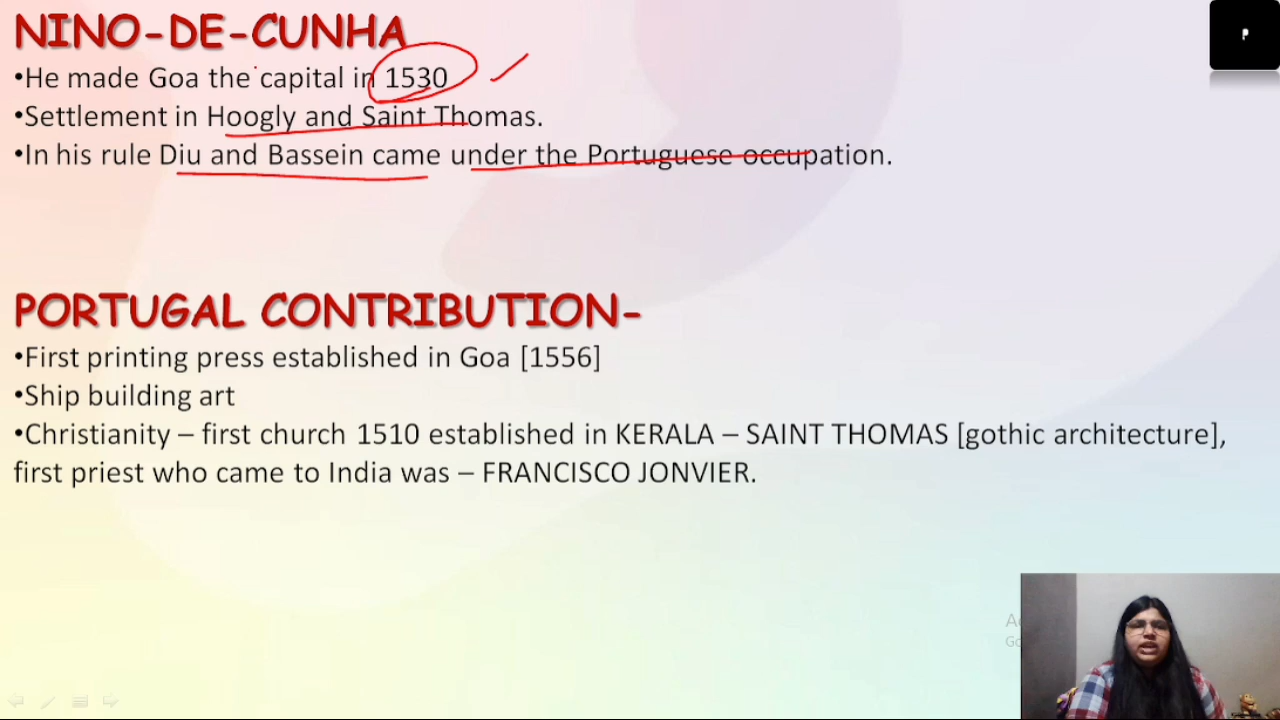 NINO-DE-CUNHA
•He made Goa the capital in 1530
•Settlement in Hoogly and Saint Thomas.
•In his rule Diu and Bassein came under the Portuguese occupation.
PORTUGAL CONTRIBUTION-
•First printing press established in Goa [1556]
•Ship building art
•Christianity – first church 1510 established in KERALA – SAINT THOMAS [gothic architecture],
first priest who came to India was – FRANCISCO JONVIER.